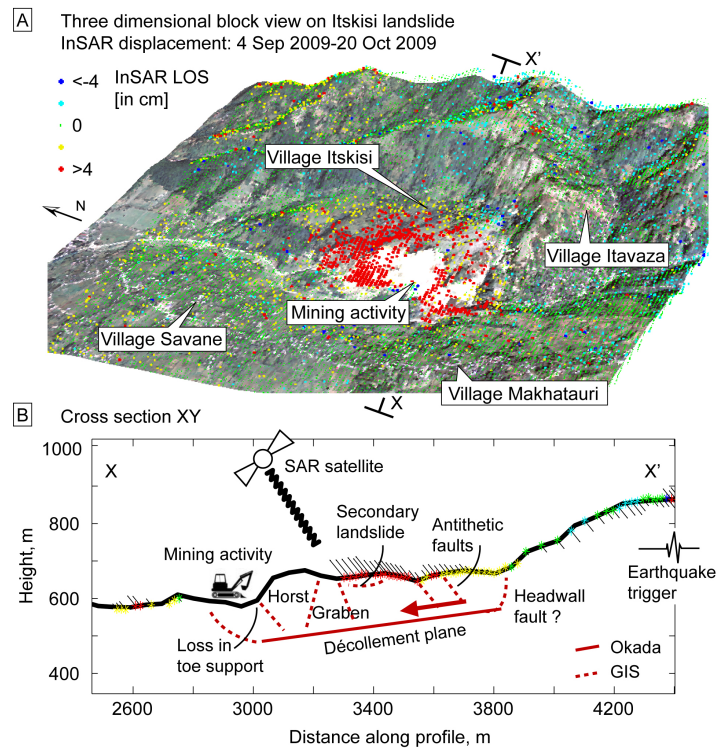 A
Three dimensional block view on Itskisi landslide
InSAR displacement: 4 Sep 2009-20 Oct 2009
X'
<-4
InSAR LOS
[in cm]
0
>4
N
Village Itskisi
Village Itavaza
Mining activity
Village Savane
Village Makhatauri
X
B
Cross section XY
1000
X
X'
SAR satellite
Secondary
landslide
Antithetic
faults
800
Mining activity
Earthquake
trigger
Horst
Graben
Headwall
fault ?
600
Loss in
toe support
Décollement plane
Okada
GIS
400
Height, m
2600
3000
3400
3800
4200
Distance along profile, m